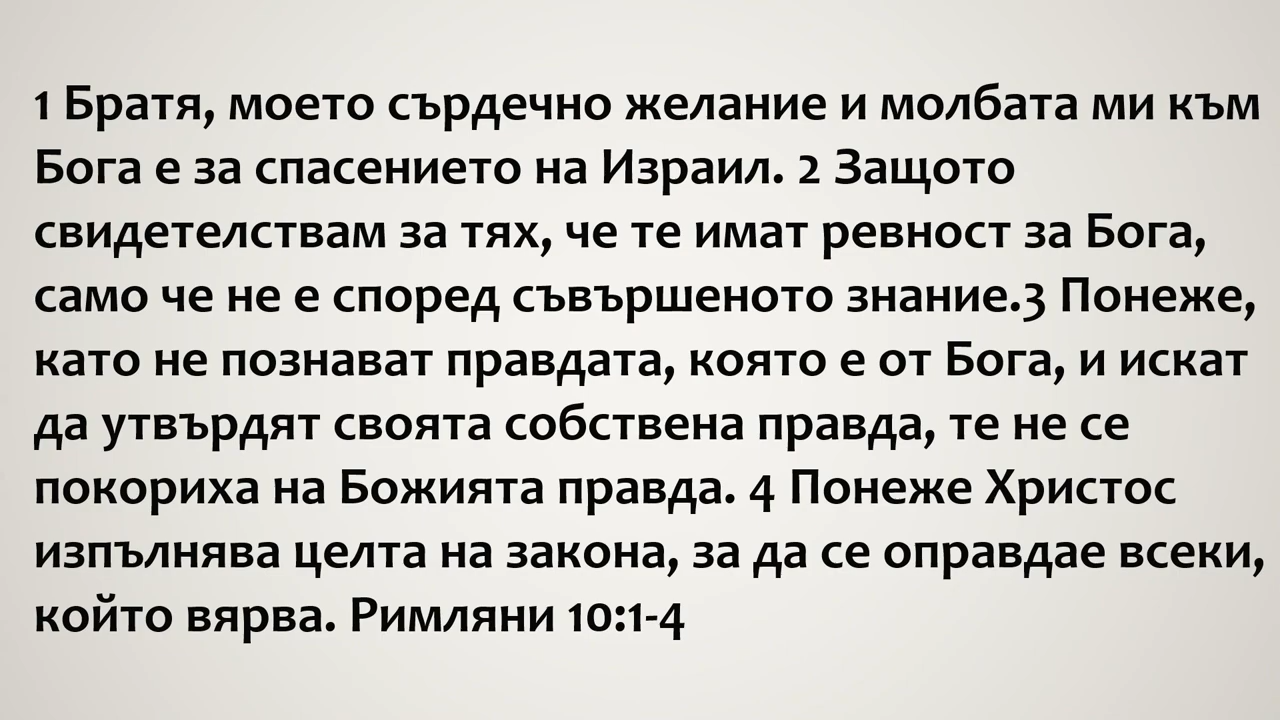 1 Братя, моето сърдечно желание и молбата ми към
Бога е за спасението на Израил. 2 Защото
свидетелствам за тях, че те имат ревност за Бога,
само че не е според съвършеното знание.3 Понеже,
като не познават правдата, която е от Бога, и искат
да утвърдят своята собствена правда, те не се
покориха на Божията правда. 4 Понеже Христос
изпълнява целта на закона, за да се оправдае всеки,
който вярва. Римляни 10:1-4